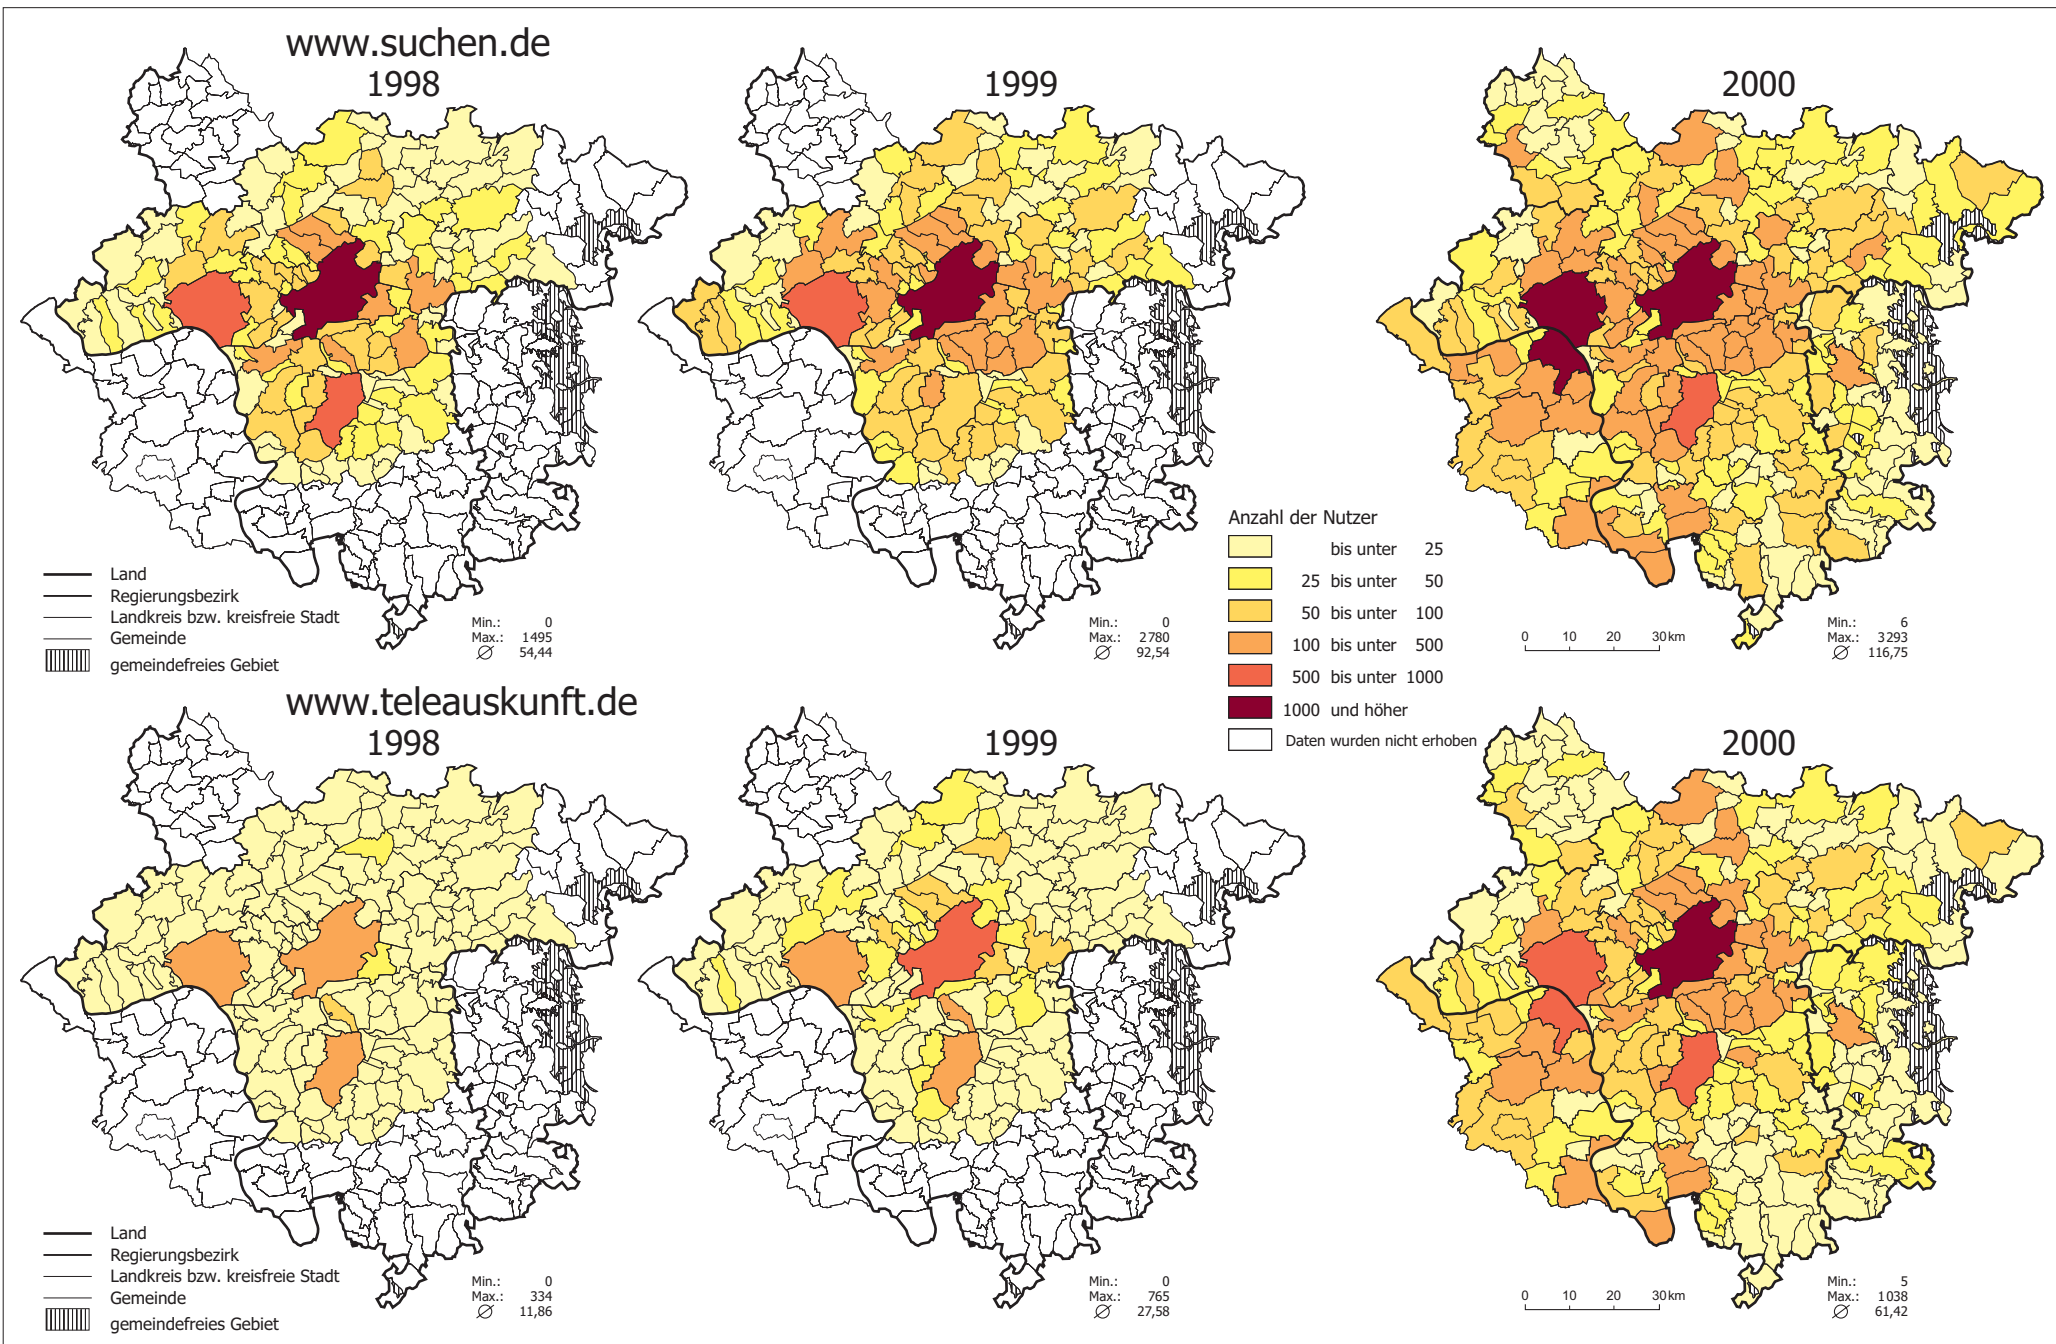 www.suchen.de
1998
1999
2000
Land
Regierungsbezirk
Landkreis bzw. kreisfreie Stadt
Gemeinde
gemeindefreies Gebiet
Min.: 0
Max.: 1495
∅ 54,44
Min.: 0
Max.: 2780
∅ 92,54
Anzahl der Nutzer
bis unter 25
25 bis unter 50
50 bis unter 100
100 bis unter 500
500 bis unter 1000
1000 und höher
Daten wurden nicht erhoben
0 10 20 30 km
Min.: 6
Max.: 3293
∅ 116,75
www.teleauskunft.de
1998
1999
2000
Land
Regierungsbezirk
Landkreis bzw. kreisfreie Stadt
Gemeinde
gemeindefreies Gebiet
Min.: 0
Max.: 334
∅ 11,86
Min.: 0
Max.: 765
∅ 27,58
0 10 20 30 km
Min.: 5
Max.: 1038
∅ 61,42